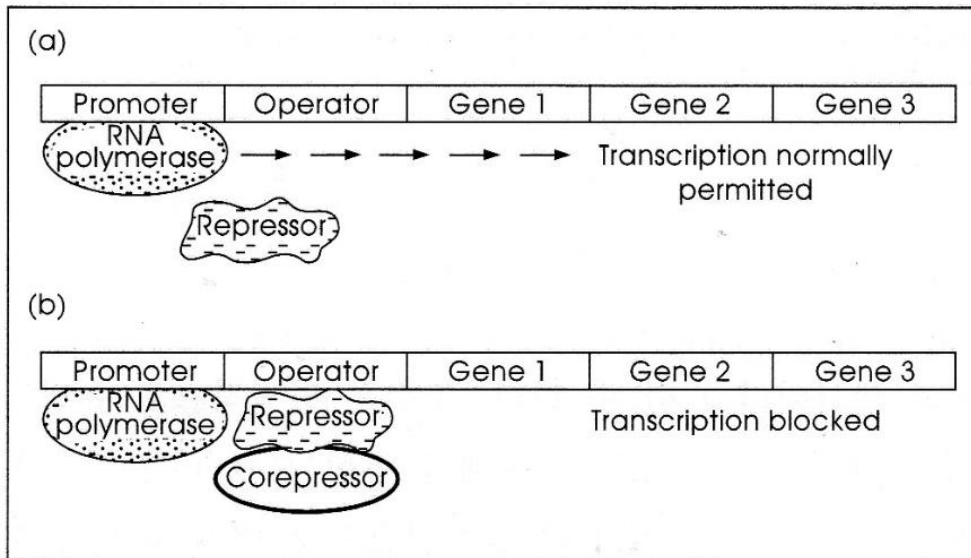 (a)
Promoter Operator Gene 1 Gene 2 Gene 3
RNA
polymerase
Transcription normally
permitted
Repressor
(b)
Promoter Operator Gene 1 Gene 2 Gene 3
RNA
polymerase
Repressor
Transcription blocked
Corepressor